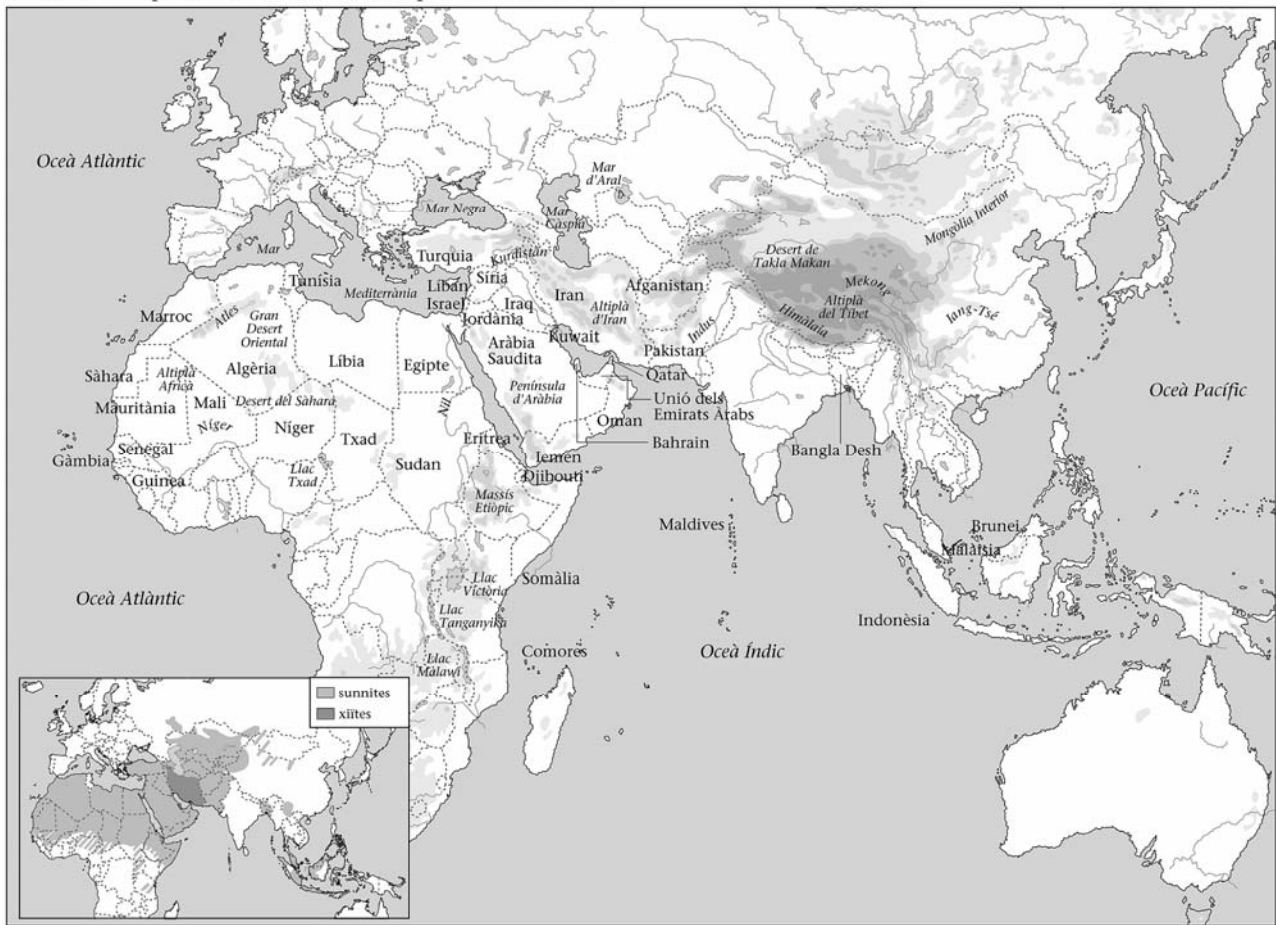 Oceà Atlàntic
Mar Negra
Mar
d'Aral
Mar
Càspia
Mongòlia Interior
Mar
Mediterrània
Turquia
Kurdistan
Desert de
Takla Makan
Tunísia
Líban
Síria
Israel
Iraq
Iran
Afganistan
Mekong
Altiplà
del Tibet
Iang-Tsé
Marroc
Atles
Gran
Desert
Oriental
Jordània
Kuwait
Altiplà
d'Iran
Indus
Himàlaia
Algèria
Líbia
Egipte
Aràbia
Saudita
Pakistan
Qatar
Sàhara
Altiplà
Africà
Península
d'Aràbia
Unió dels
Emirats Àrabs
Oceà Pacífic
Mauritània
Mali
Desert del Sàhara
Nil
Oman
Níger
Níger
Txad
Eritrea
Bahrain
Senegal
Gàmbia
Sudan
Iemen
Djibouti
Bangla Desh
Guinea
Llac
Txad
Massís
Etiòpic
Maldives
Brunei
Malàisia
Somàlia
Llac
Victòria
Oceà Atlàntic
Llac
Tanganyika
Indonèsia
Comores
Oceà Índic
Llac
Malawi
sunnites
xiïtes